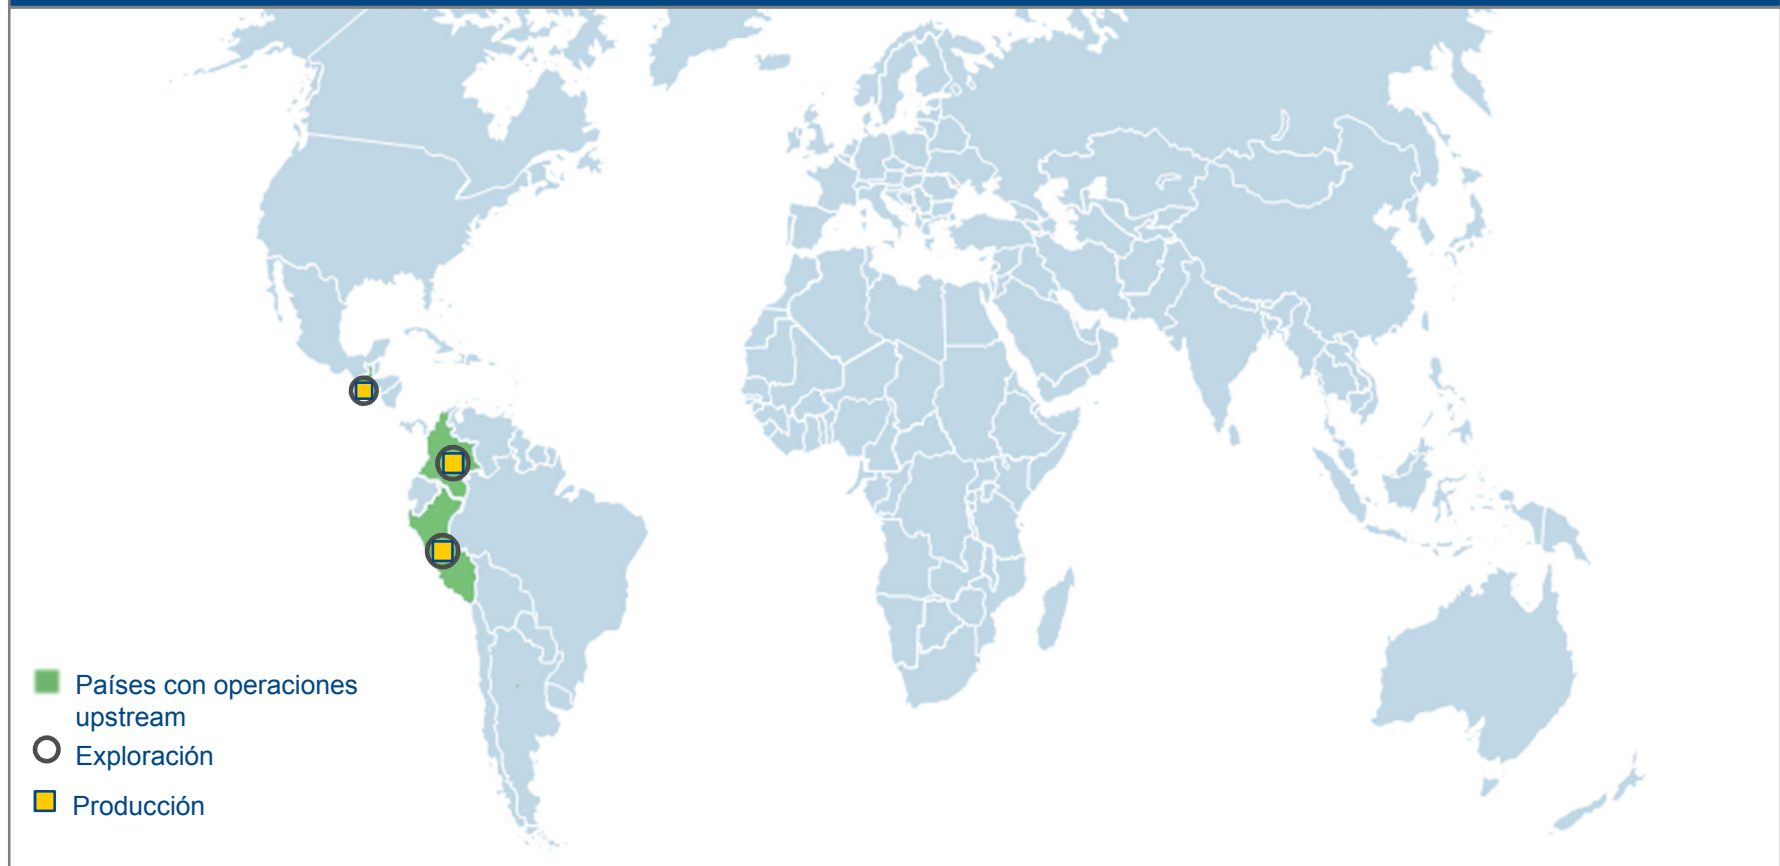 Países con operaciones
upstream
Exploración
Producción